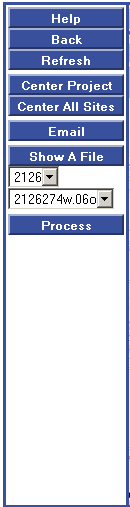 Help
Back
Refresh
Center Project
Center All Sites
Email
Show A File
2126
2126274w.06o
Process